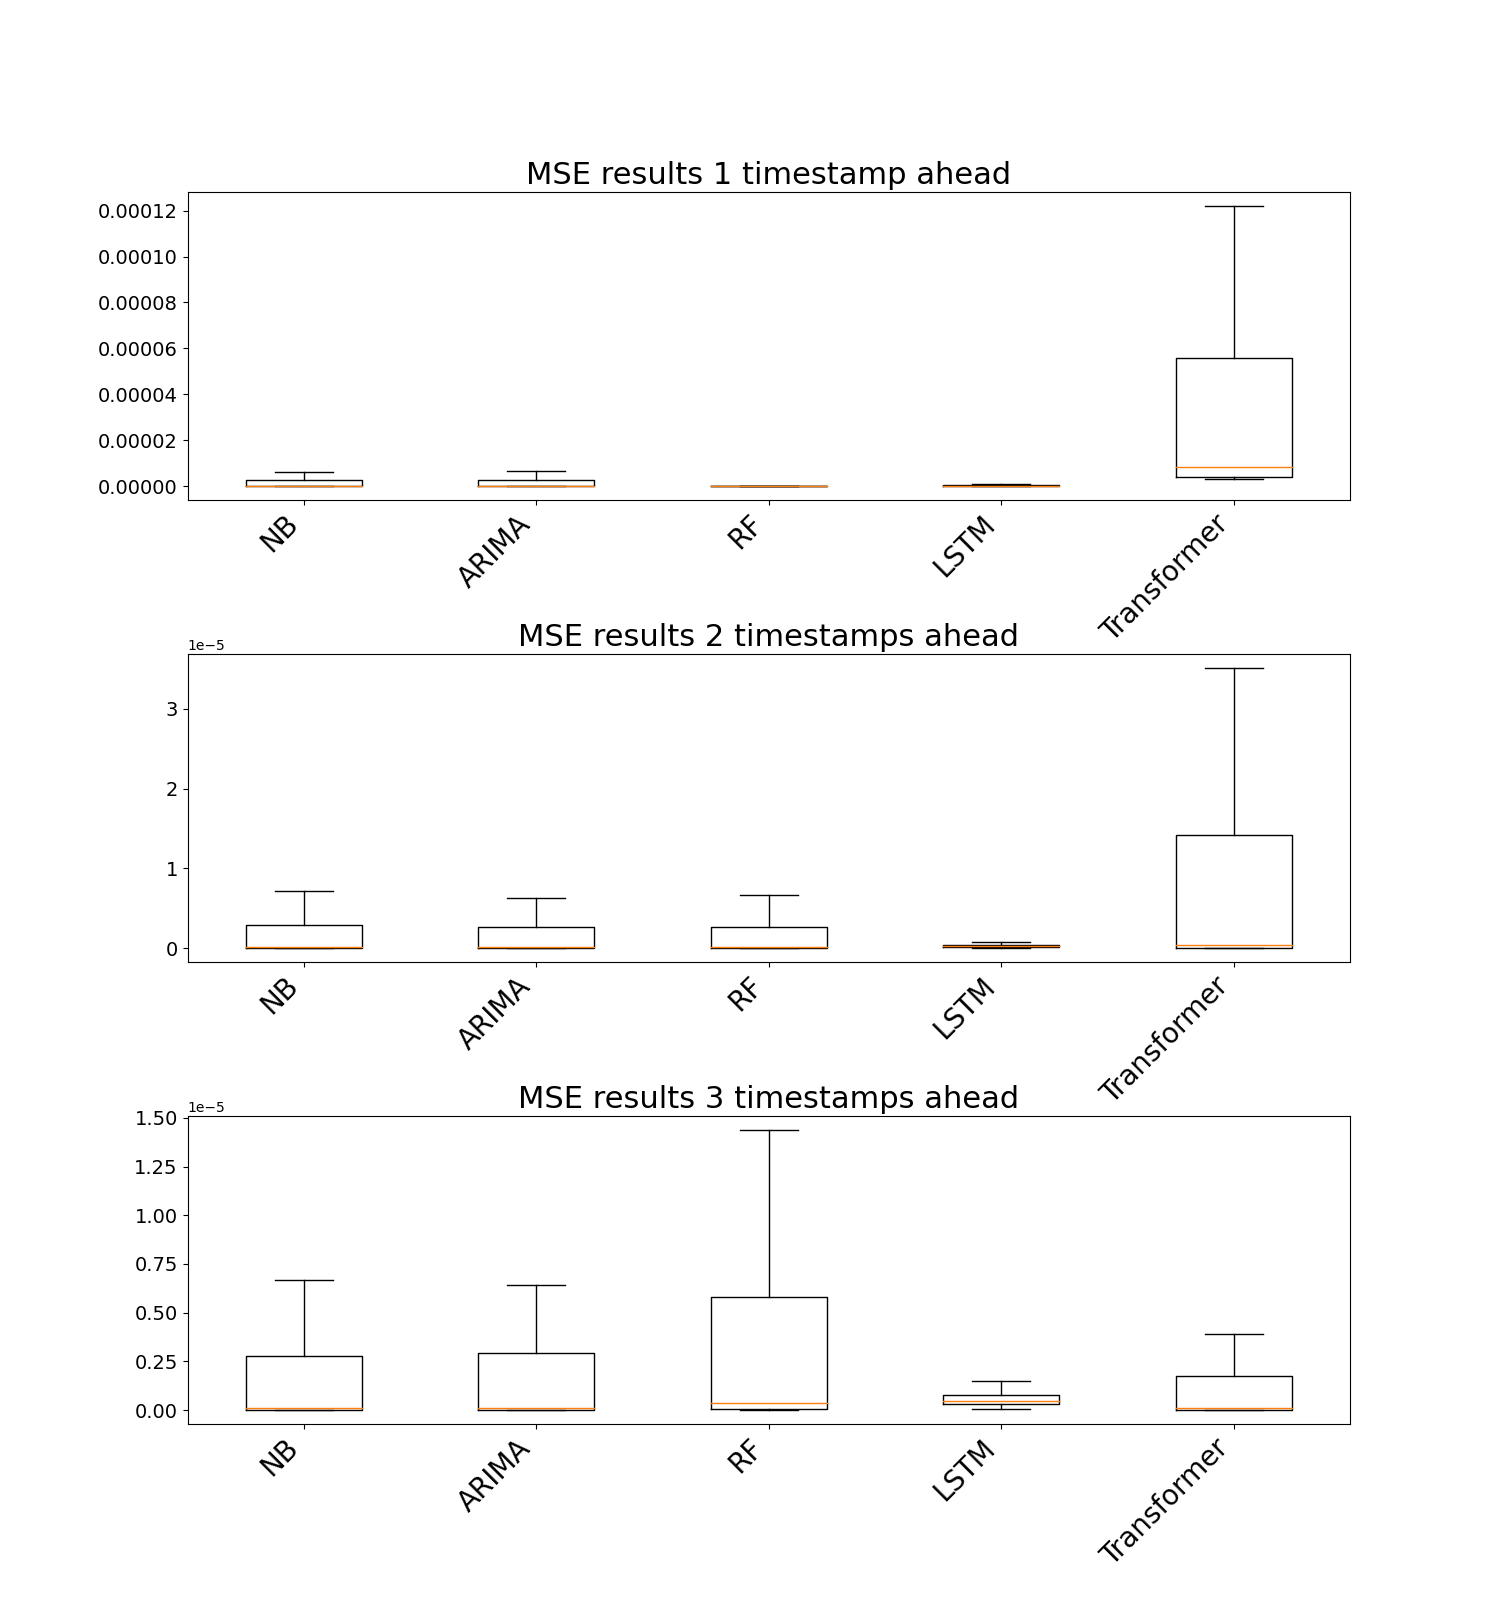 MSE results 1 timestamp ahead
0.00012
0.00010
0.00008
0.00006
0.00004
0.00002
0.00000
NB ARIMA RF LSTM Transformer
MSE results 2 timestamps ahead
1e−5
3
2
1
0
NB ARIMA RF LSTM Transformer
MSE results 3 timestamps ahead
1e−5
1.50
1.25
1.00
0.75
0.50
0.25
0.00
NB ARIMA RF LSTM Transformer